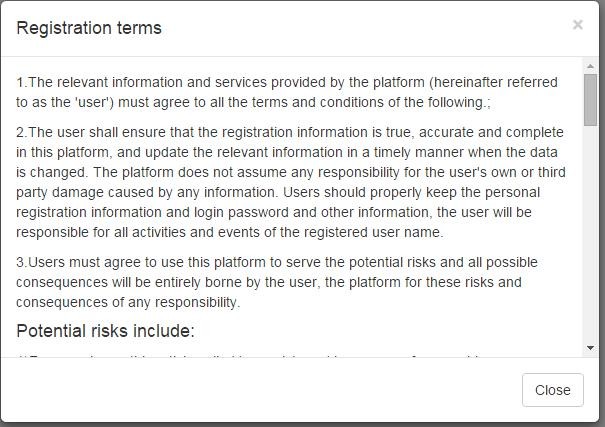 Registration terms
×
1.The relevant information and services provided by the platform (hereinafter referred
to as the 'user') must agree to all the terms and conditions of the following.;
2.The user shall ensure that the registration information is true, accurate and complete
in this platform, and update the relevant information in a timely manner when the data
is changed. The platform does not assume any responsibility for the user's own or third
party damage caused by any information. Users should properly keep the personal
registration information and login password and other information, the user will be
responsible for all activities and events of the registered user name.
3.Users must agree to use this platform to serve the potential risks and all possible
consequences will be entirely borne by the user, the platform for these risks and
consequences of any responsibility.
Potential risks include:
Close